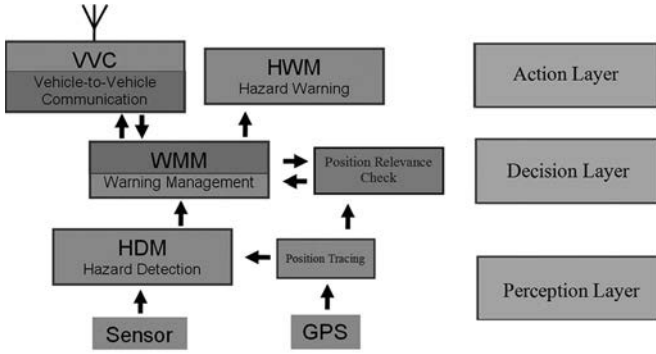 VVC
Vehicle-to-Vehicle
Communication
HWM
Hazard Warning
Action Layer
WMM
Warning Management
Position Relevance
Check
Decision Layer
HDM
Hazard Detection
Position Tracing
Perception Layer
Sensor
GPS